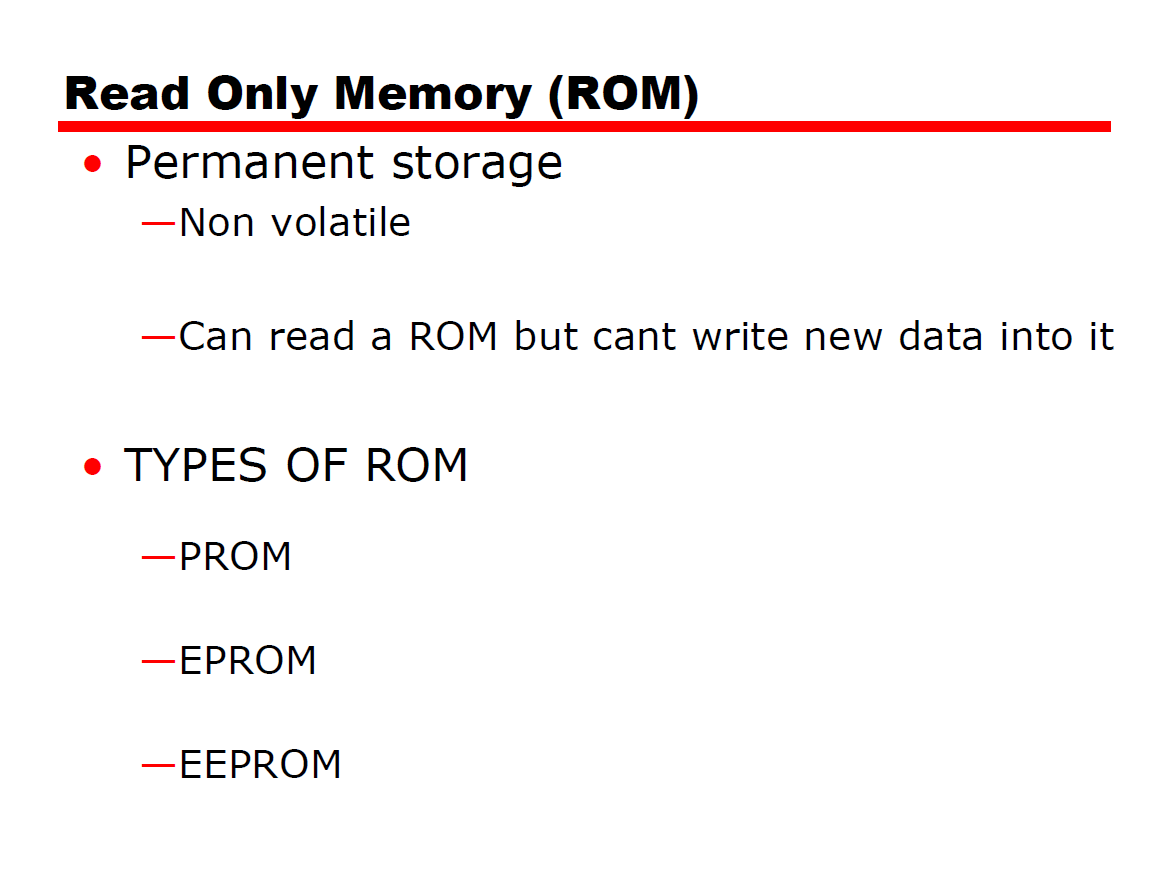 Read Only Memory (ROM)
• Permanent storage
—Non volatile
—Can read a ROM but cant write new data into it
• TYPES OF ROM
—PROM
—EPROM
—EEPROM